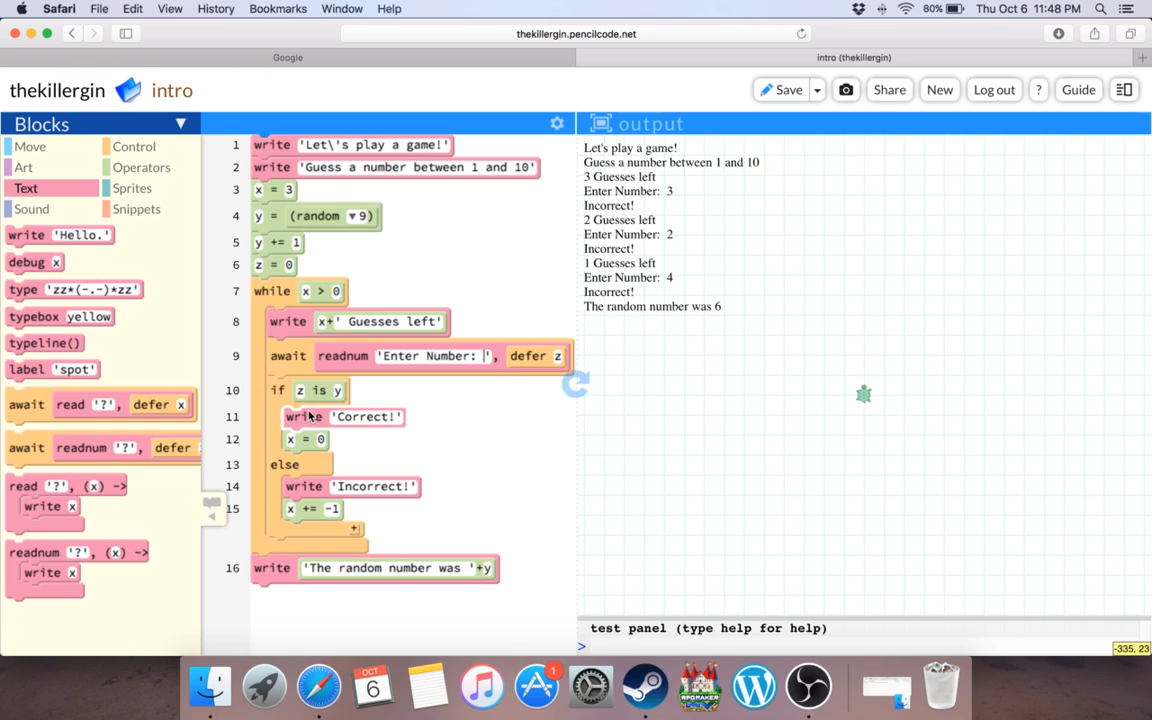 Safari File Edit View History Bookmarks Window Help 80% Thu Oct 6 11:48 PM
thekillergin.pencilcode.net
Google intro (thekillergin)
thekillergin intro Save Share New Log out ? Guide
Blocks
Move Control
Art Operators
Text Sprites
Sound Snippets
write 'Hello.'
debug x
type 'zz*(-.-)*zz'
typebox yellow
typeline()
label 'spot'
await read '?', defer x
await readnum '?', defer
read '?', (x) ->
write x
readnum '?', (x) ->
write x
1 write 'Let\'s play a game!'
2 write 'Guess a number between 1 and 10'
3 x = 3
4 y = (random ▼9)
5 y += 1
6 z = 0
7 while x > 0
8 write x+' Guesses left'
9 await readnum 'Enter Number: ', defer z
10 if z is y
11 write 'Correct!'
12 x = 0
13 else
14 write 'Incorrect!'
15 x += -1
+
16 write 'The random number was '+y
output
Let's play a game!
Guess a number between 1 and 10
3 Guesses left
Enter Number: 3
Incorrect!
2 Guesses left
Enter Number: 2
Incorrect!
1 Guesses left
Enter Number: 4
Incorrect!
The random number was 6
test panel (type help for help)
>
-335, 23
OCT
6
1
RPGMAKER